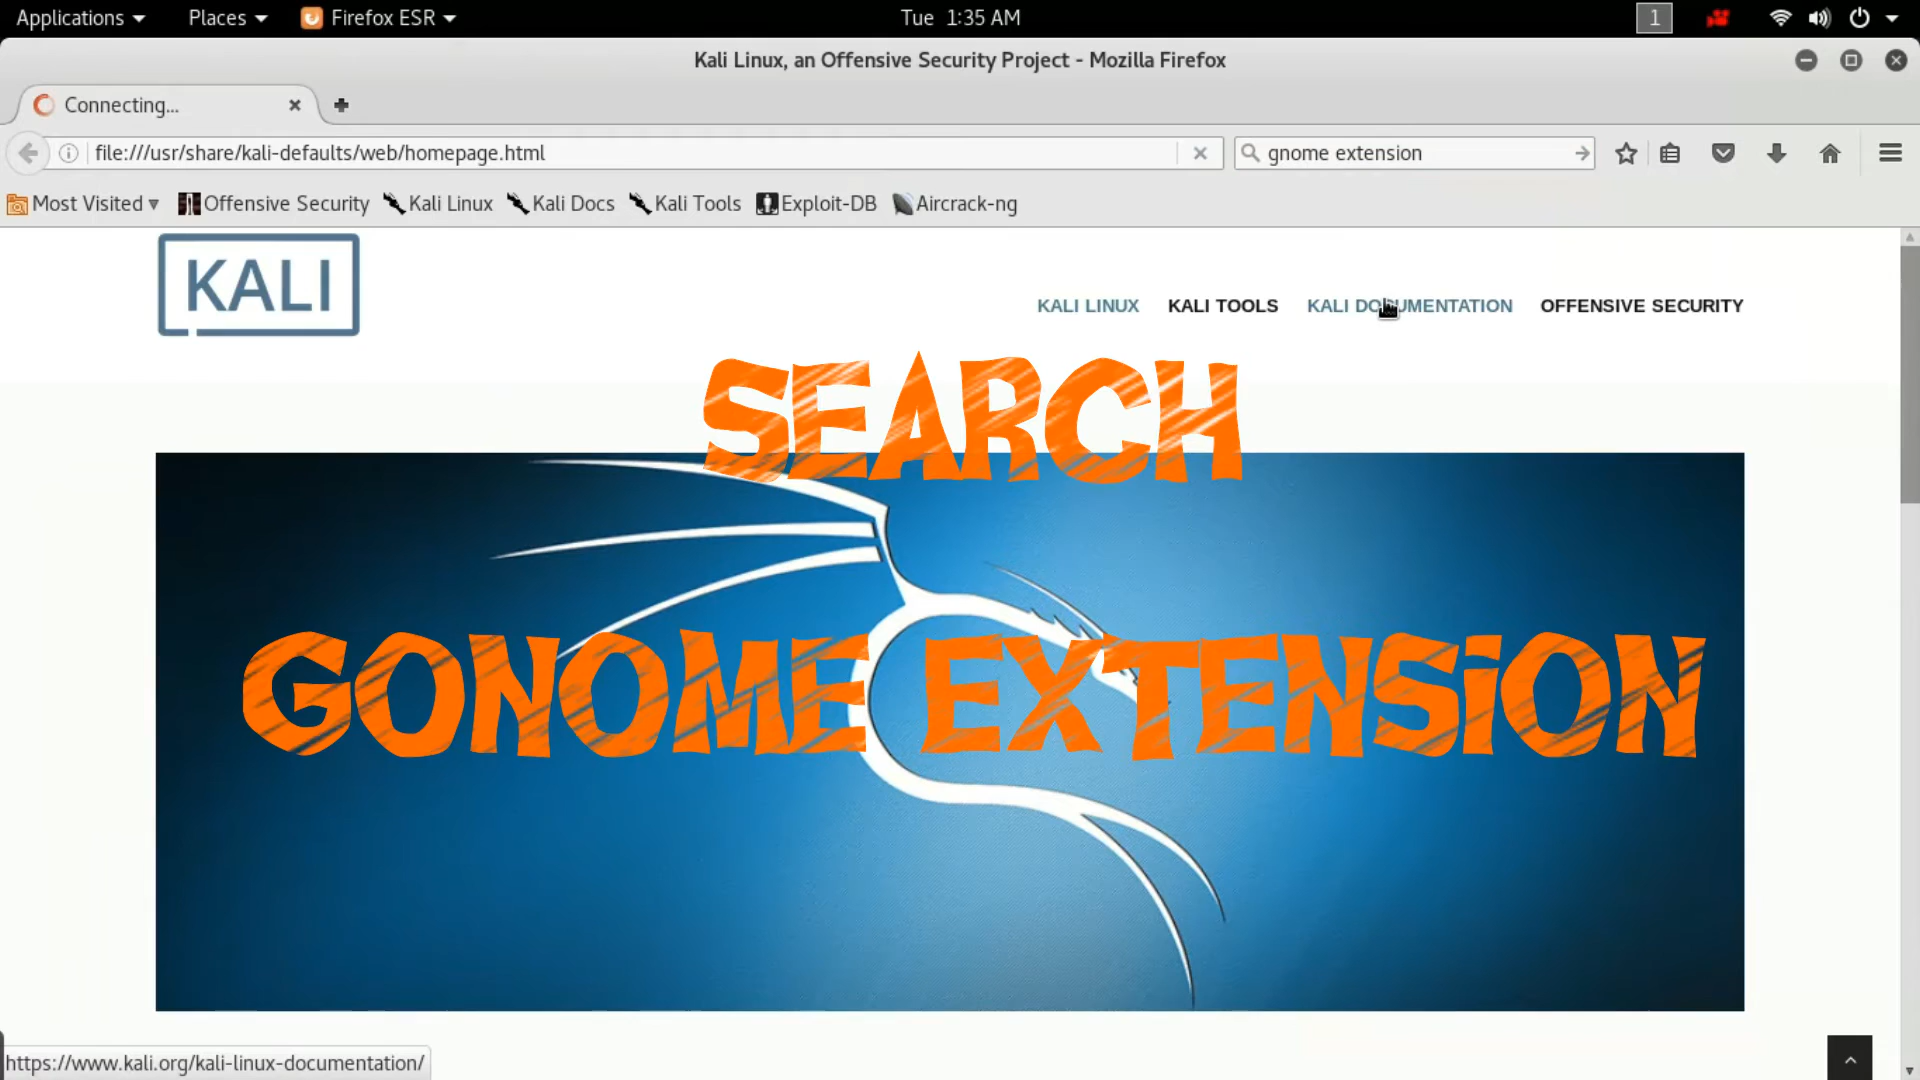 Applications Places Firefox ESR Tue 1:35 AM 1
Kali Linux, an Offensive Security Project - Mozilla Firefox
Connecting...
file:///usr/share/kali-defaults/web/homepage.html gnome extension
Most Visited Offensive Security Kali Linux Kali Docs Kali Tools Exploit-DB Aircrack-ng
KALI
KALI LINUX KALI TOOLS KALI DOCUMENTATION OFFENSIVE SECURITY
SEARCH
GONOME EXTENSiON
https://www.kali.org/kali-linux-documentation/